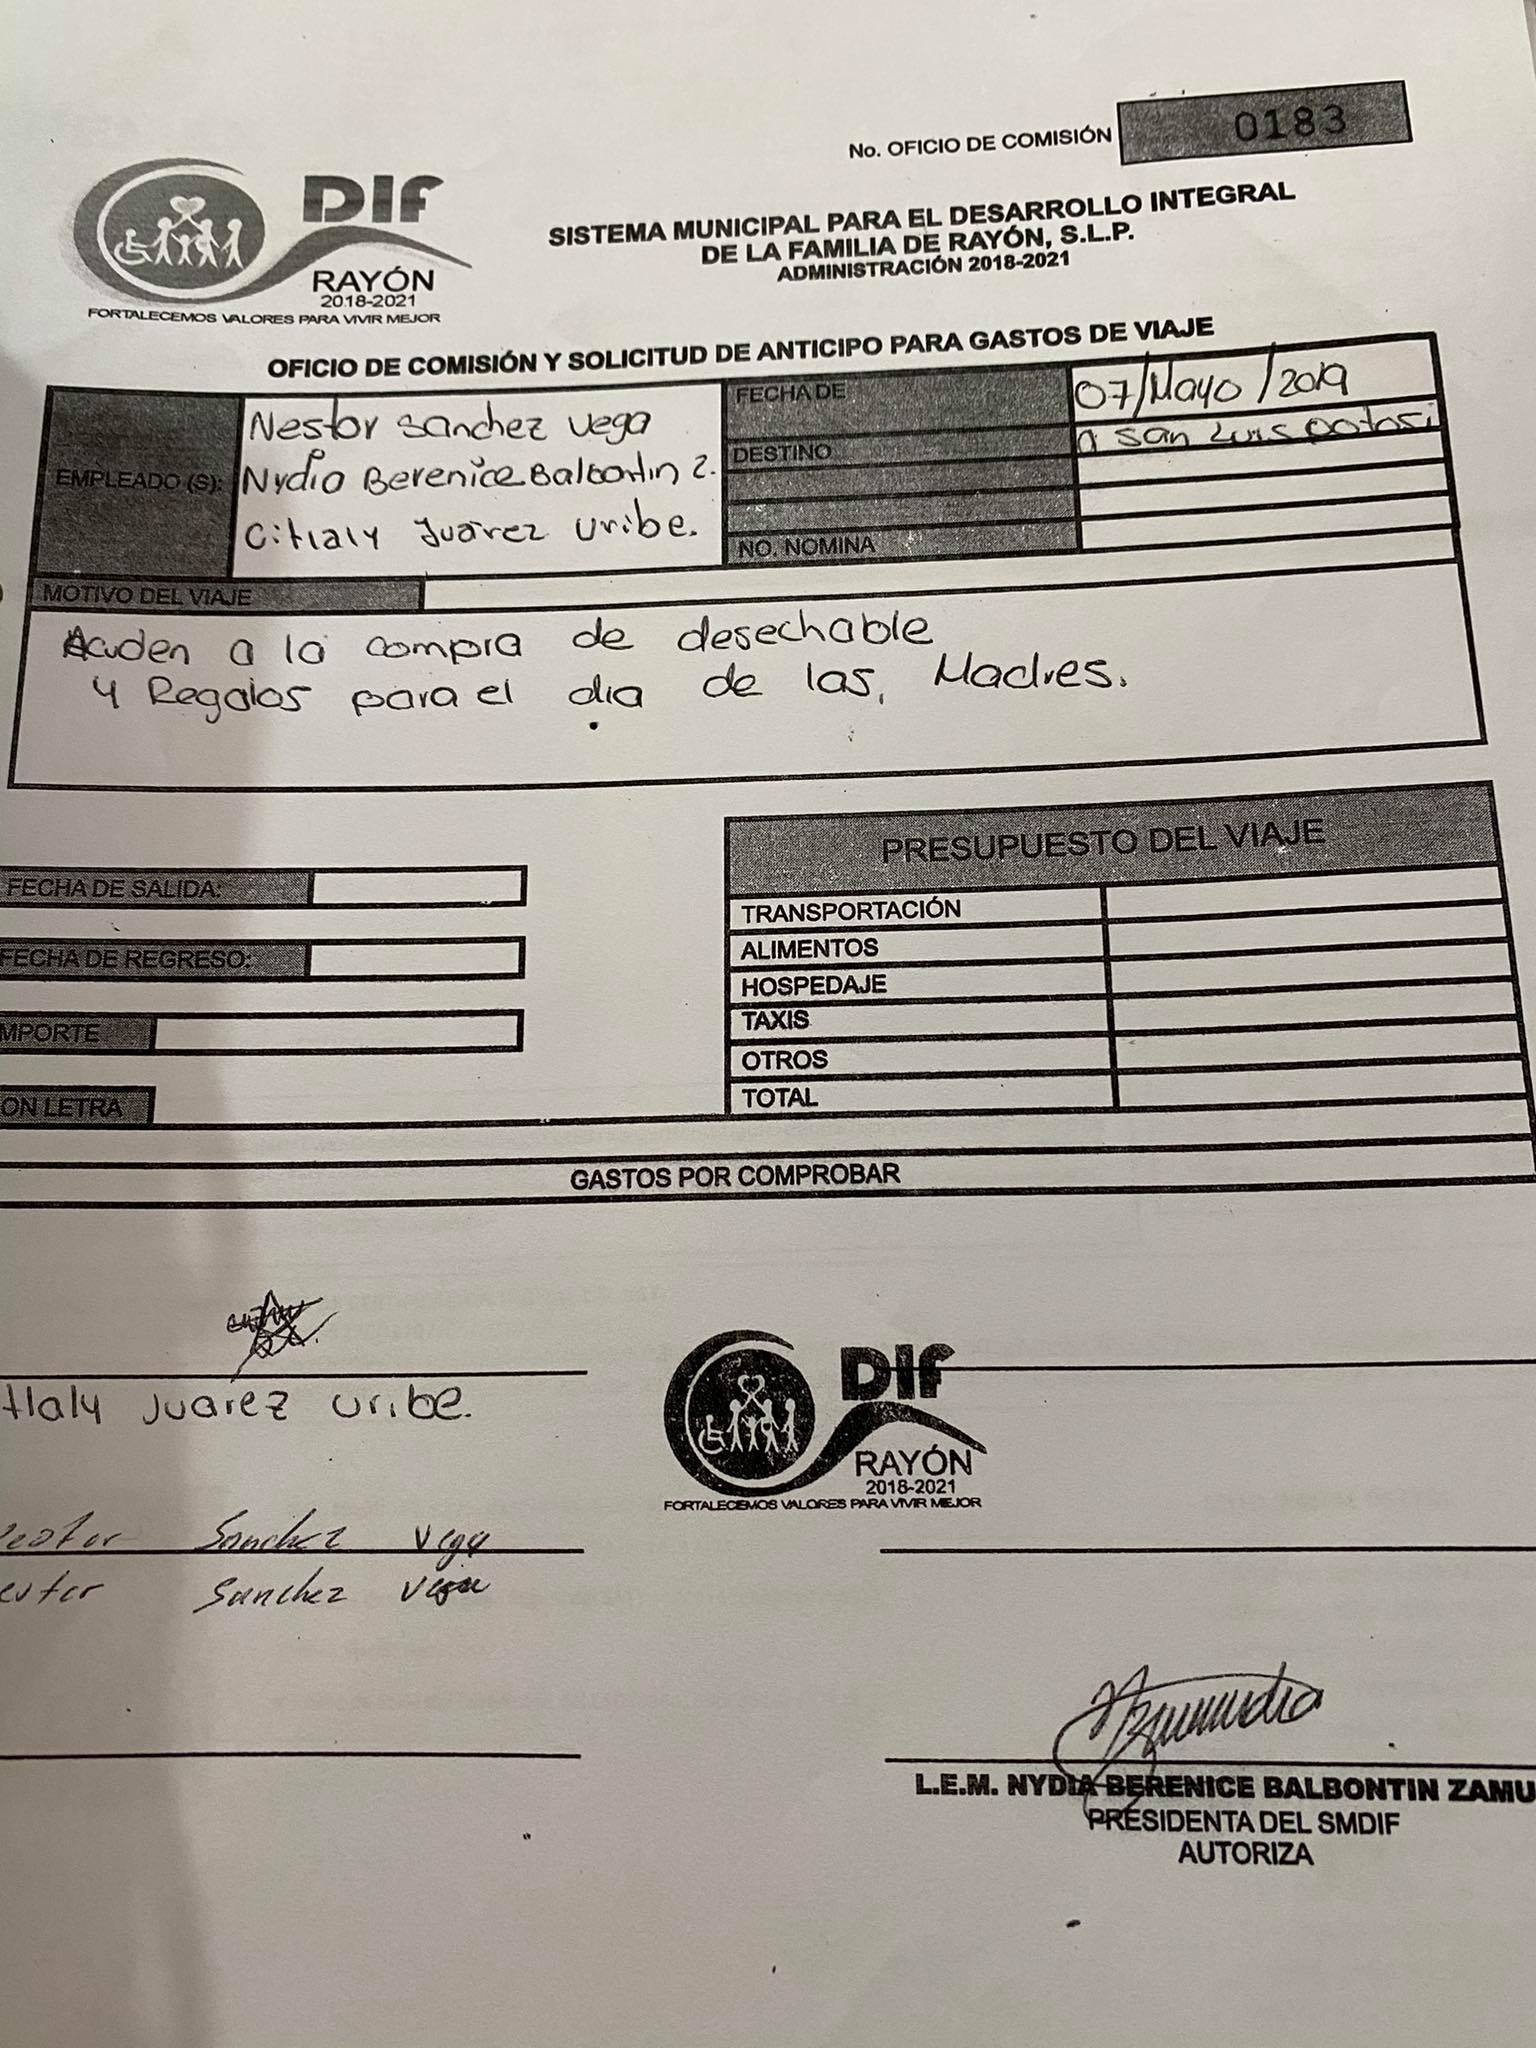 No. OFICIO DE COMISIÓN 0183
DIF
RAYÓN
2018-2021
FORTALECEMOS VALORES PARA VIVIR MEJOR
SISTEMA MUNICIPAL PARA EL DESARROLLO INTEGRAL
DE LA FAMILIA DE RAYÓN, S.L.P.
ADMINISTRACIÓN 2018-2021
OFICIO DE COMISIÓN Y SOLICITUD DE ANTICIPO PARA GASTOS DE VIAJE
EMPLEADO (S):
Nestor Sanchez Vega
Nydia Berenice Balbontin Z.
Citlaly Juárez Uribe.
FECHA DE 07/Mayo/2019
DESTINO a San Luis Potosi
NO. NOMINA
MOTIVO DEL VIAJE
Acuden a la compra de desechable
y Regalos para el dia de las, Madres.
FECHA DE SALIDA:
FECHA DE REGRESO:
MPORTE
ON LETRA
PRESUPUESTO DEL VIAJE
TRANSPORTACIÓN
ALIMENTOS
HOSPEDAJE
TAXIS
OTROS
TOTAL
GASTOS POR COMPROBAR
tlaly Juarez Uribe.
DIF
RAYÓN
2018-2021
FORTALECEMOS VALORES PARA VIVIR MEJOR
Sanchez Vega
Sanchez Vega
L.E.M. NYDIA BERENICE BALBONTIN ZAMU
PRESIDENTA DEL SMDIF
AUTORIZA